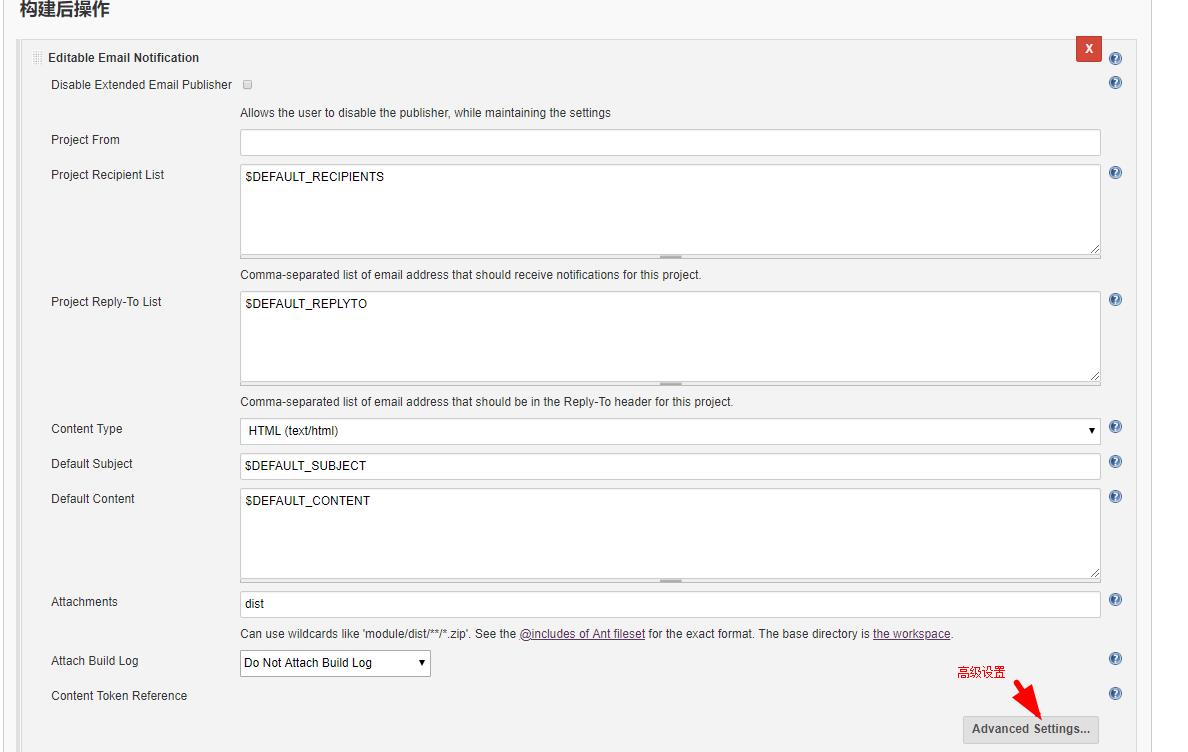 构建后操作
Editable Email Notification
X
Disable Extended Email Publisher
Allows the user to disable the publisher, while maintaining the settings
Project From
Project Recipient List
$DEFAULT_RECIPIENTS
Comma-separated list of email address that should receive notifications for this project.
Project Reply-To List
$DEFAULT_REPLYTO
Comma-separated list of email address that should be in the Reply-To header for this project.
Content Type
HTML (text/html)
Default Subject
$DEFAULT_SUBJECT
Default Content
$DEFAULT_CONTENT
Attachments
dist
Can use wildcards like 'module/dist/**/*.zip'. See the @includes of Ant fileset for the exact format. The base directory is the workspace.
Attach Build Log
Do Not Attach Build Log
高级设置
Content Token Reference
Advanced Settings...